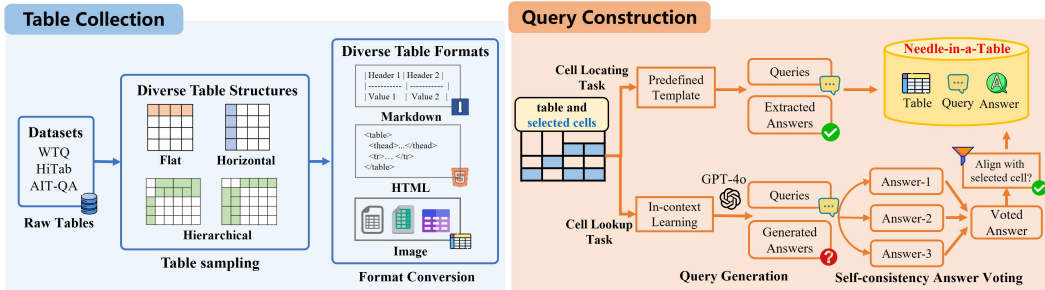 Table Collection
Datasets
WTQ
HiTab
AIT-QA
Raw Tables
Diverse Table Structures
Flat
Horizontal
Hierarchical
Table sampling
Diverse Table Formats
| Header 1 | Header 2 |
| ----------- | ----------- |
| Value 1 | Value 2 |
Markdown
<table>
<thead>...</thead>
<tr>... </tr>
</table>
HTML
5
Image
Format Conversion
Query Construction
table and
selected cells
Cell Locating
Task
Predefined
Template
Queries
Extracted
Answers
Cell Lookup
Task
In-context
Learning
GPT-4o
Queries
Generated
Answers
?
Query Generation
Answer-1
Answer-2
Answer-3
Voted
Answer
Self-consistency Answer Voting
Align with
selected cell?
Needle-in-a-Table
A
Table
Query
Answer